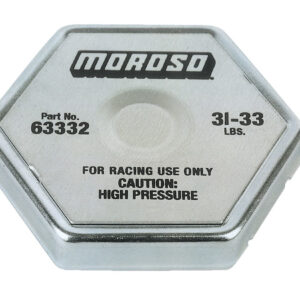 MOROSO
Part No.
63332
31-33
LBS.
FOR RACING USE ONLY
CAUTION:
HIGH PRESSURE